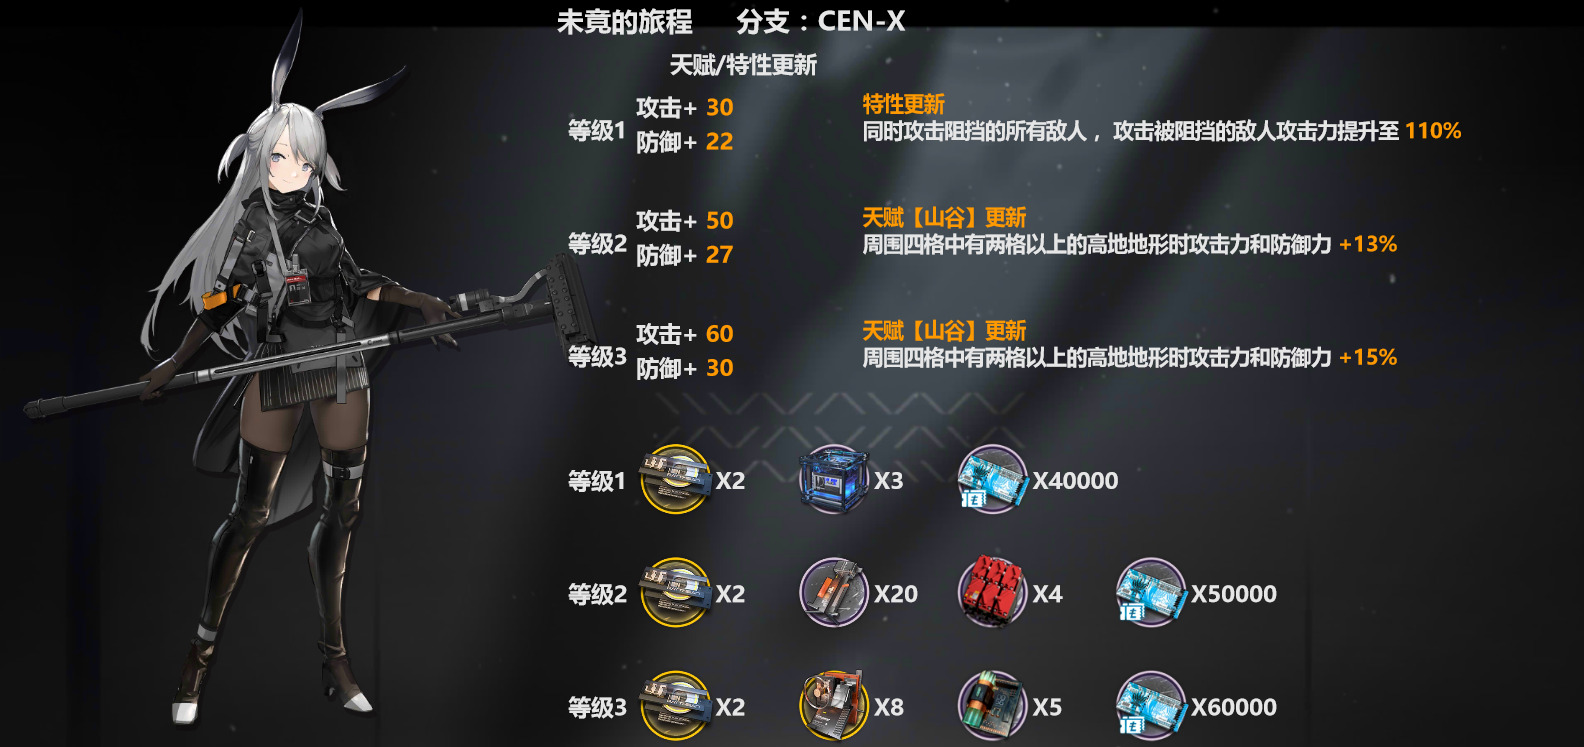 未竟的旅程 分支：CEN-X
天赋/特性更新
等级1
攻击+ 30
防御+ 22
特性更新
同时攻击阻挡的所有敌人，攻击被阻挡的敌人攻击力提升至 110%
等级2
攻击+ 50
防御+ 27
天赋【山谷】更新
周围四格中有两格以上的高地地形时攻击力和防御力 +13%
等级3
攻击+ 60
防御+ 30
天赋【山谷】更新
周围四格中有两格以上的高地地形时攻击力和防御力 +15%
等级1 X2 X3 X40000
等级2 X2 X20 X4 X50000
等级3 X2 X8 X5 X60000